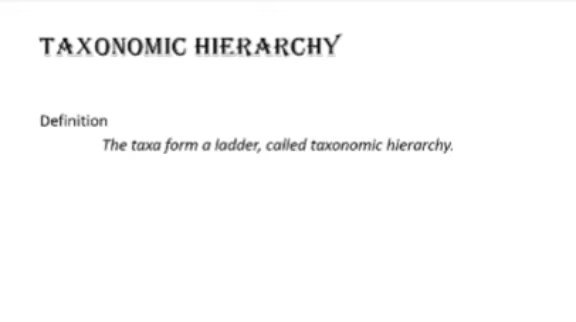 TAXONOMIC HIERARCHY
Definition
The taxa form a ladder, called taxonomic hierarchy.